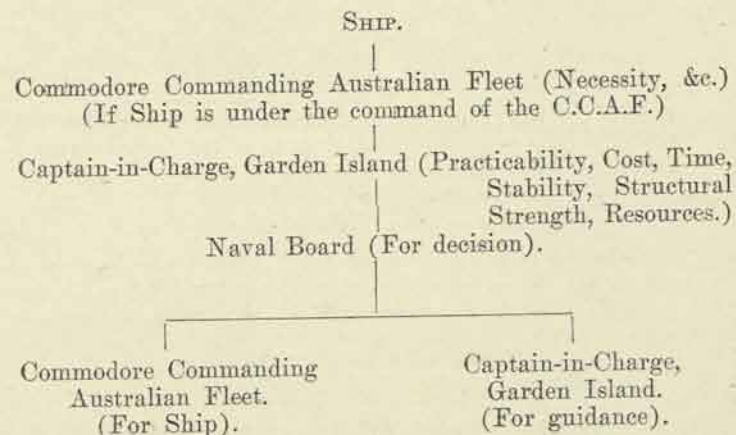 SHIP.
Commodore Commanding Australian Fleet (Necessity, &c.)
(If Ship is under the command of the C.C.A.F.)
Captain-in-Charge, Garden Island (Practicability, Cost, Time,
Stability, Structural
Strength, Resources.)
Naval Board (For decision).
Commodore Commanding
Australian Fleet.
(For Ship).
Captain-in-Charge,
Garden Island.
(For guidance).